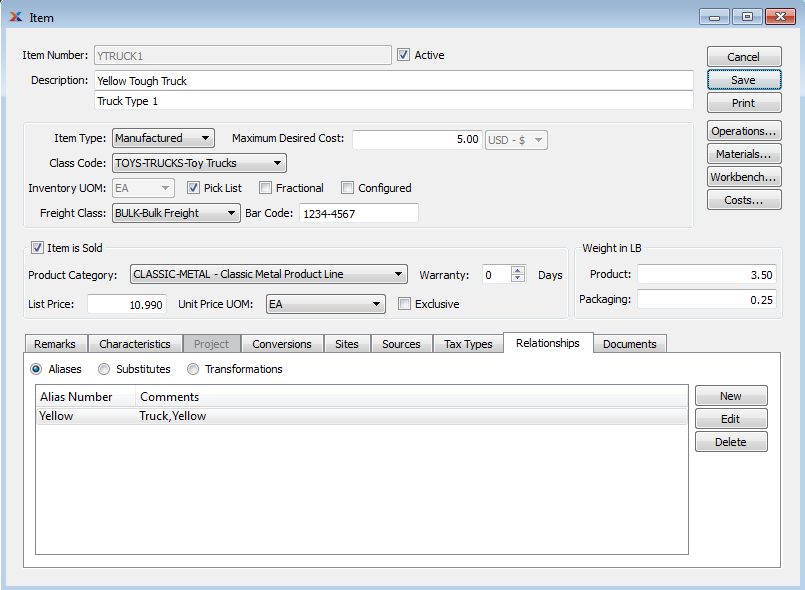 Item
Item Number: YTRUCK1 Active Cancel
Description: Yellow Tough Truck Save
Truck Type 1 Print
Item Type: Manufactured Maximum Desired Cost: 5.00 USD - $ Operations...
Class Code: TOYS-TRUCKS-Toy Trucks Materials...
Inventory UOM: EA Pick List Fractional Configured Workbench...
Freight Class: BULK-Bulk Freight Bar Code: 1234-4567 Costs...
Item is Sold Weight in LB
Product Category: CLASSIC-METAL - Classic Metal Product Line Warranty: 0 Days Product: 3.50
List Price: 10.990 Unit Price UOM: EA Exclusive Packaging: 0.25
Remarks Characteristics Project Conversions Sites Sources Tax Types Relationships Documents
Aliases Substitutes Transformations
Alias Number Comments New
Yellow Truck,Yellow Edit
Delete